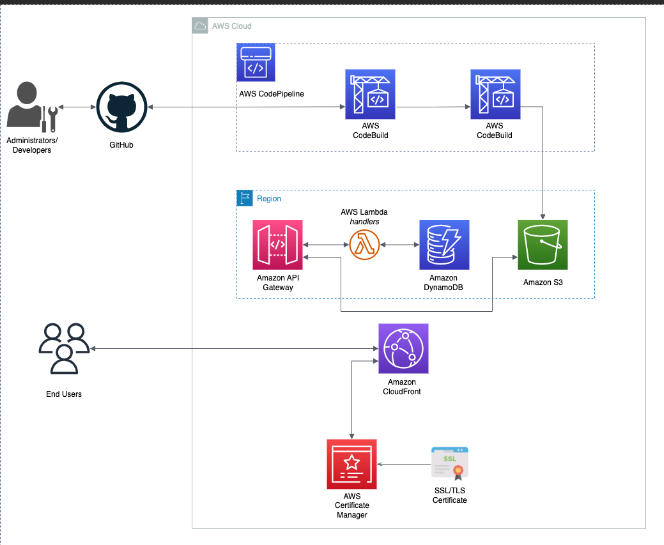 AWS Cloud
AWS CodePipeline
AWS
CodeBuild
AWS
CodeBuild
Administrators/
Developers
GitHub
Region
AWS Lambda
handlers
Amazon API
Gateway
Amazon
DynamoDB
Amazon S3
End Users
Amazon
CloudFront
SSL
AWS
Certificate
Manager
SSL/TLS
Certificate